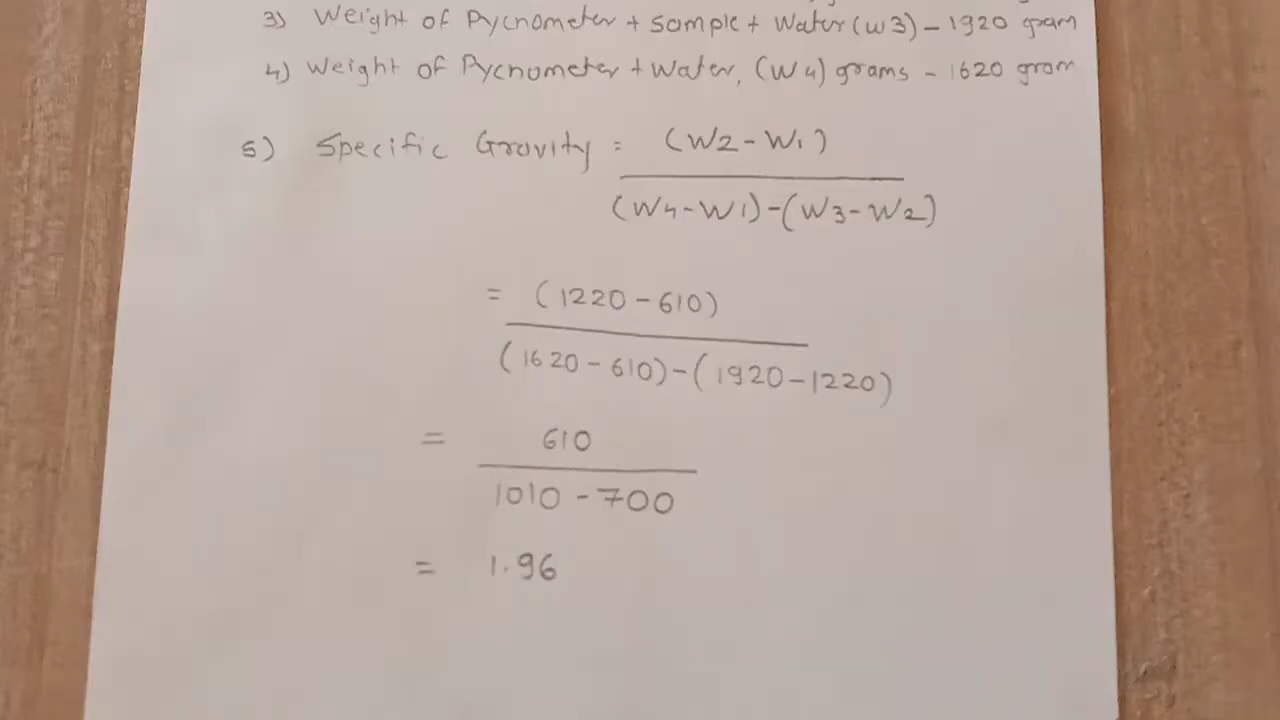 3) Weight of Pycnometer + Sample + Water (W3) - 1920 gram
4) Weight of Pycnometer + Water, (W4) grams - 1620 gram
5) Specific Gravity = (W2 - W1)
(W4-W1)-(W3-W2)
= (1220 - 610)
(1620 - 610)-(1920-1220)
= 610
1010 - 700
= 1.96